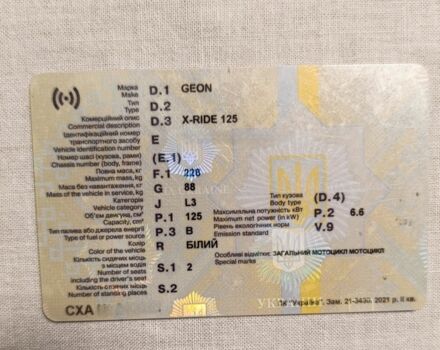 Марка D.1 GEON
Make
Тип D.2
Type
Комерційний опис D.3 X-RIDE 125
Commercial description
Ідентифікаційний номер
транспортного засобу E
Vehicle identification number
Номер шасі (кузова, рами) (E.1)
Chassis number (body, frame)
Повна маса, кг F.1 228
Maximum mass, kg
Маса без навантаження, кг G 88
Mass of the vehicle in service, kg
Категорія J L3
Vehicle category
Об'єм двигуна, см³ P.1 125
Capacity, cm³
Тип палива або джерела енергії P.3 B
Type of fuel or power source
Колір R БІЛИЙ
Color of the vehicle
Кількість сидячих місць
з місцем водія S.1 2
Number of seats
including the driver's seat
Кількість стоячих місць S.2
Number of standing places
Тип кузова (D.4)
Body type
Максимальна потужність кВт P.2 6.6
Maximum net power (in kW)
Рівень екологічних норм V.9
Emission standard
Особливі відмітки: ЗАГАЛЬНИЙ МОТОЦИКЛ МОТОЦИКЛ
Special marks
CXA
ПК "Україна", Зам. 21-3430, 2021 р. II кв.